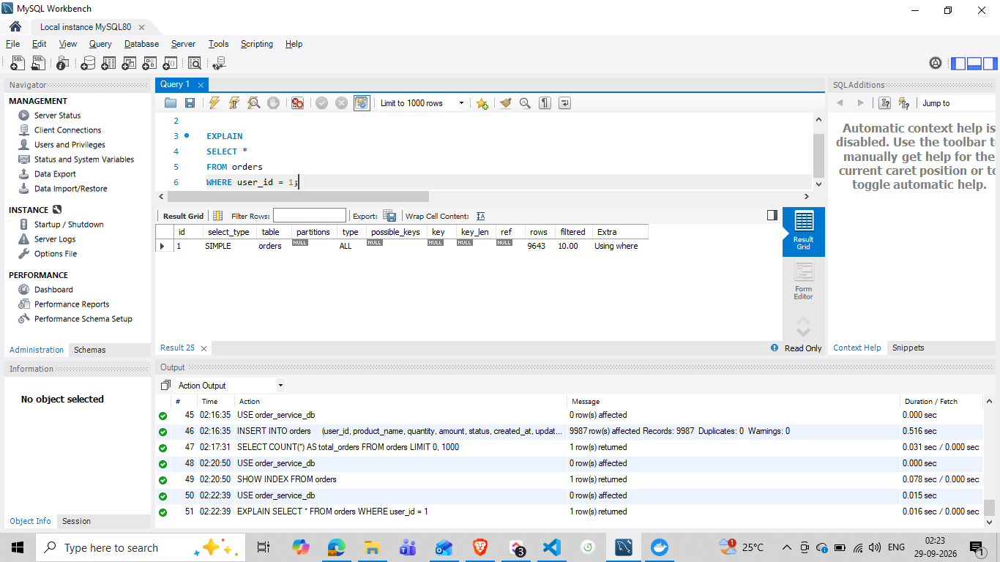 MySQL Workbench
Local instance MySQL80
File Edit View Query Database Server Tools Scripting Help
Navigator
MANAGEMENT
Server Status
Client Connections
Users and Privileges
Status and System Variables
Data Export
Data Import/Restore
INSTANCE
Startup / Shutdown
Server Logs
Options File
PERFORMANCE
Dashboard
Performance Reports
Performance Schema Setup
Administration Schemas
Information
No object selected
Object Info Session
Query 1
Limit to 1000 rows
2
3 EXPLAIN
4 SELECT *
5 FROM orders
6 WHERE user_id = 1;
Result Grid Filter Rows: Export: Wrap Cell Content:
id select_type table partitions type possible_keys key key_len ref rows filtered Extra
1 SIMPLE orders NULL ALL NULL NULL NULL NULL 9643 10.00 Using where
Result Grid
Form Editor
Result 25
Read Only
SQLAdditions
Jump to
Automatic context help is
disabled. Use the toolbar t
manually get help for the
current caret position or to
toggle automatic help.
Context Help Snippets
Output
Action Output
# Time Action Message Duration / Fetch
45 02:16:35 USE order_service_db 0 row(s) affected 0.000 sec
46 02:16:35 INSERT INTO orders (user_id, product_name, quantity, amount, status, created_at, updat... 9987 row(s) affected Records: 9987 Duplicates: 0 Warnings: 0 0.516 sec
47 02:17:31 SELECT COUNT(*) AS total_orders FROM orders LIMIT 0, 1000 1 row(s) returned 0.031 sec / 0.000 sec
48 02:20:50 USE order_service_db 0 row(s) affected 0.000 sec
49 02:20:50 SHOW INDEX FROM orders 1 row(s) returned 0.078 sec / 0.000 sec
50 02:22:39 USE order_service_db 0 row(s) affected 0.015 sec
51 02:22:39 EXPLAIN SELECT * FROM orders WHERE user_id = 1 1 row(s) returned 0.016 sec / 0.000 sec
Type here to search
3
1
25°C
ENG
02:23
29-09-2026
1